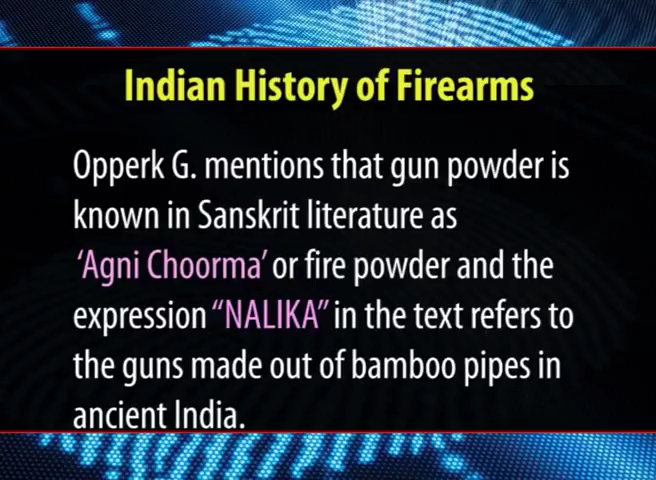 Indian History of Firearms
Opperk G. mentions that gun powder is
known in Sanskrit literature as
‘Agni Choorma’ or fire powder and the
expression “NALIKA” in the text refers to
the guns made out of bamboo pipes in
ancient India.